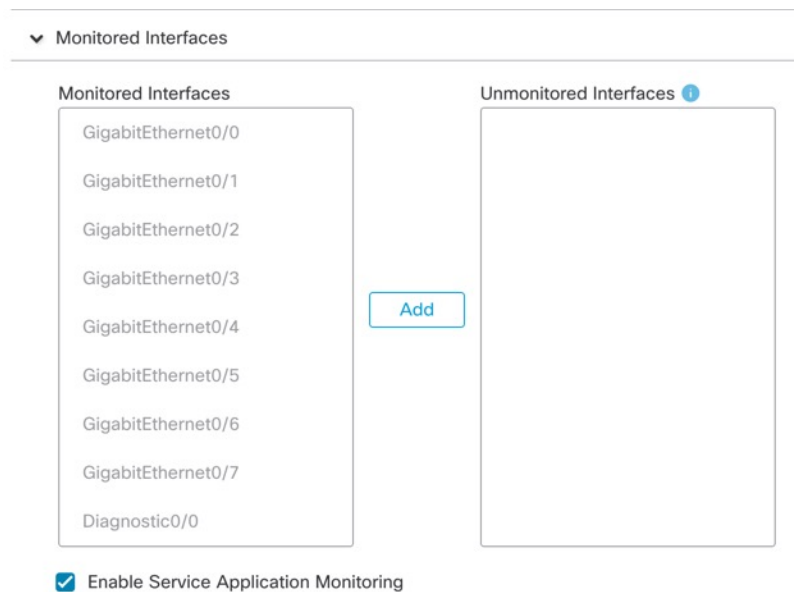 Monitored Interfaces
Monitored Interfaces
Unmonitored Interfaces
GigabitEthernet0/0
GigabitEthernet0/1
GigabitEthernet0/2
GigabitEthernet0/3
GigabitEthernet0/4
GigabitEthernet0/5
GigabitEthernet0/6
GigabitEthernet0/7
Diagnostic0/0
Add
Enable Service Application Monitoring